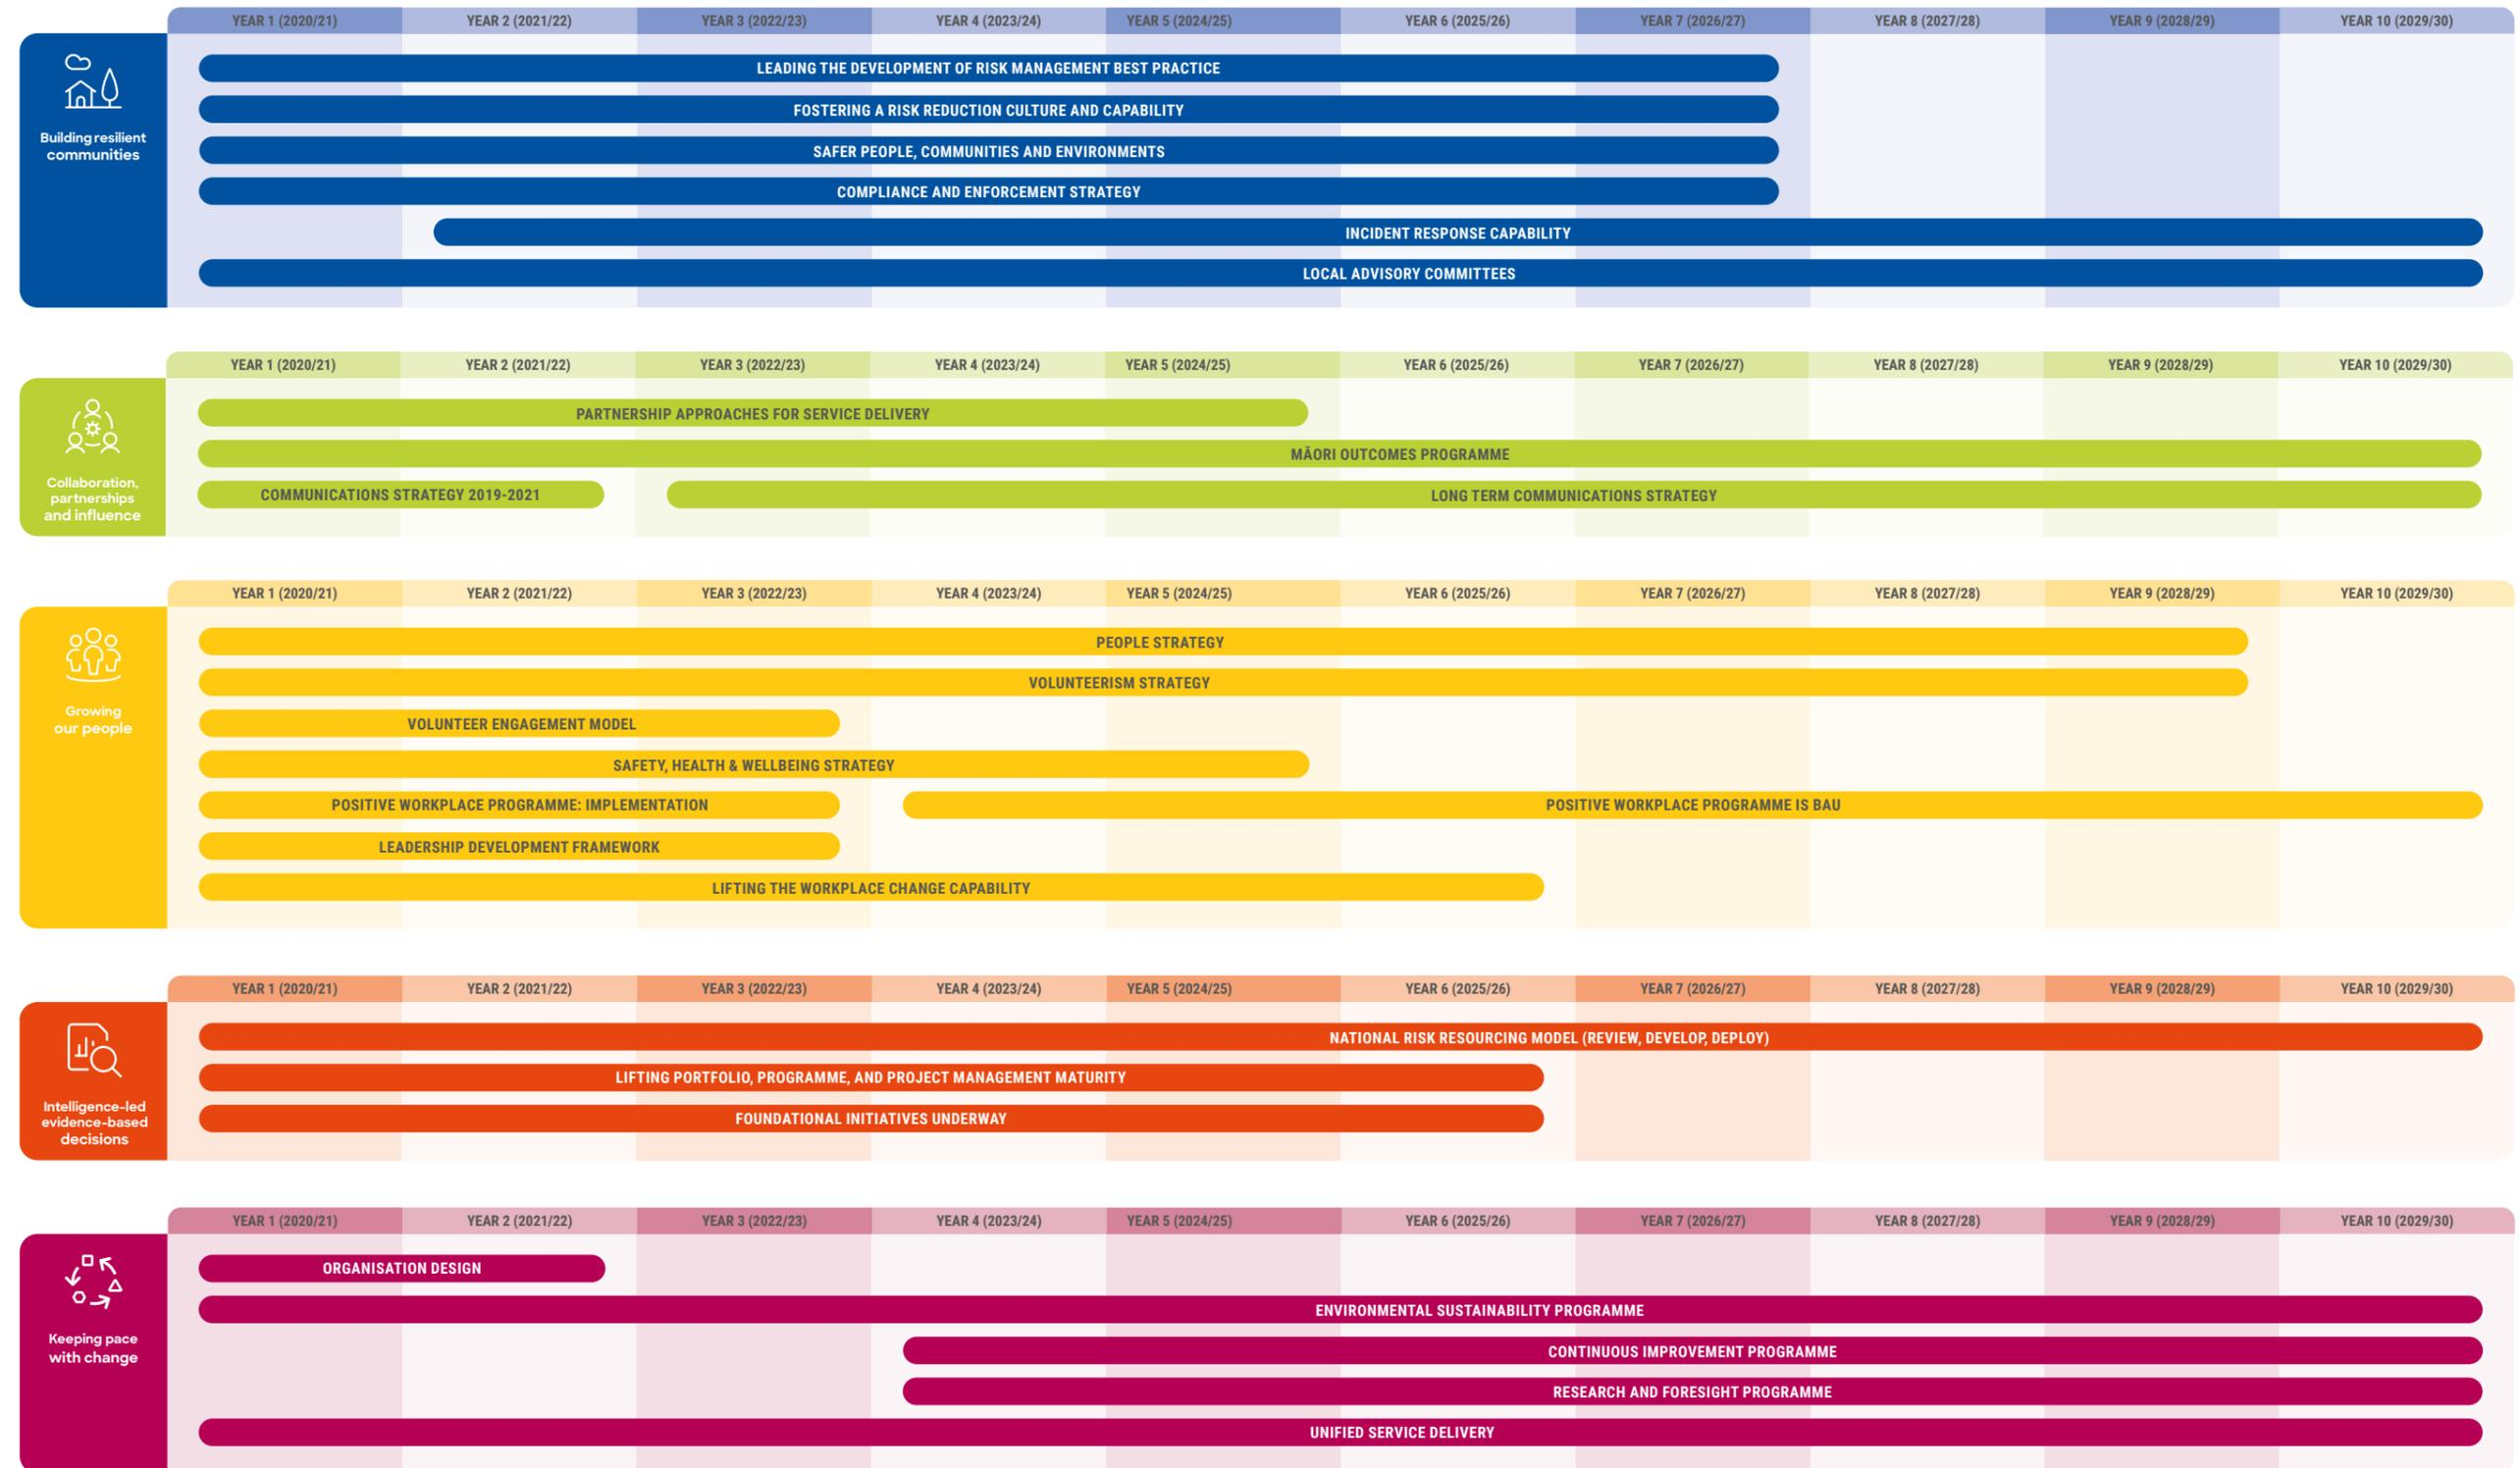 YEAR 1 (2020/21) YEAR 2 (2021/22) YEAR 3 (2022/23) YEAR 4 (2023/24) YEAR 5 (2024/25) YEAR 6 (2025/26) YEAR 7 (2026/27) YEAR 8 (2027/28) YEAR 9 (2028/29) YEAR 10 (2029/30)
Building resilient
communities
LEADING THE DEVELOPMENT OF RISK MANAGEMENT BEST PRACTICE
FOSTERING A RISK REDUCTION CULTURE AND CAPABILITY
SAFER PEOPLE, COMMUNITIES AND ENVIRONMENTS
COMPLIANCE AND ENFORCEMENT STRATEGY
INCIDENT RESPONSE CAPABILITY
LOCAL ADVISORY COMMITTEES
YEAR 1 (2020/21) YEAR 2 (2021/22) YEAR 3 (2022/23) YEAR 4 (2023/24) YEAR 5 (2024/25) YEAR 6 (2025/26) YEAR 7 (2026/27) YEAR 8 (2027/28) YEAR 9 (2028/29) YEAR 10 (2029/30)
Collaboration,
partnerships
and influence
PARTNERSHIP APPROACHES FOR SERVICE DELIVERY
MĀORI OUTCOMES PROGRAMME
COMMUNICATIONS STRATEGY 2019-2021 LONG TERM COMMUNICATIONS STRATEGY
YEAR 1 (2020/21) YEAR 2 (2021/22) YEAR 3 (2022/23) YEAR 4 (2023/24) YEAR 5 (2024/25) YEAR 6 (2025/26) YEAR 7 (2026/27) YEAR 8 (2027/28) YEAR 9 (2028/29) YEAR 10 (2029/30)
Growing
our people
PEOPLE STRATEGY
VOLUNTEERISM STRATEGY
VOLUNTEER ENGAGEMENT MODEL
SAFETY, HEALTH & WELLBEING STRATEGY
POSITIVE WORKPLACE PROGRAMME: IMPLEMENTATION POSITIVE WORKPLACE PROGRAMME IS BAU
LEADERSHIP DEVELOPMENT FRAMEWORK
LIFTING THE WORKPLACE CHANGE CAPABILITY
YEAR 1 (2020/21) YEAR 2 (2021/22) YEAR 3 (2022/23) YEAR 4 (2023/24) YEAR 5 (2024/25) YEAR 6 (2025/26) YEAR 7 (2026/27) YEAR 8 (2027/28) YEAR 9 (2028/29) YEAR 10 (2029/30)
Intelligence-led
evidence-based
decisions
NATIONAL RISK RESOURCING MODEL (REVIEW, DEVELOP, DEPLOY)
LIFTING PORTFOLIO, PROGRAMME, AND PROJECT MANAGEMENT MATURITY
FOUNDATIONAL INITIATIVES UNDERWAY
YEAR 1 (2020/21) YEAR 2 (2021/22) YEAR 3 (2022/23) YEAR 4 (2023/24) YEAR 5 (2024/25) YEAR 6 (2025/26) YEAR 7 (2026/27) YEAR 8 (2027/28) YEAR 9 (2028/29) YEAR 10 (2029/30)
Keeping pace
with change
ORGANISATION DESIGN
ENVIRONMENTAL SUSTAINABILITY PROGRAMME
CONTINUOUS IMPROVEMENT PROGRAMME
RESEARCH AND FORESIGHT PROGRAMME
UNIFIED SERVICE DELIVERY